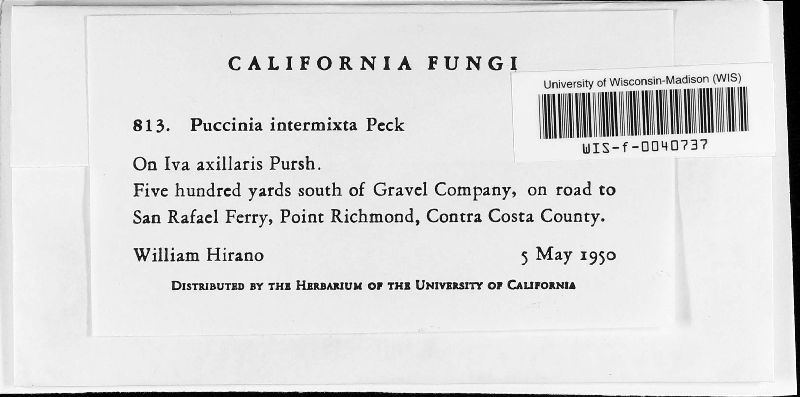 CALIFORNIA FUNGI
University of Wisconsin-Madison (WIS)
WIS-f-0040737
813. Puccinia intermixta Peck
On Iva axillaris Pursh.
Five hundred yards south of Gravel Company, on road to
San Rafael Ferry, Point Richmond, Contra Costa County.
William Hirano 5 May 1950
DISTRIBUTED BY THE HERBARIUM OF THE UNIVERSITY OF CALIFORNIA